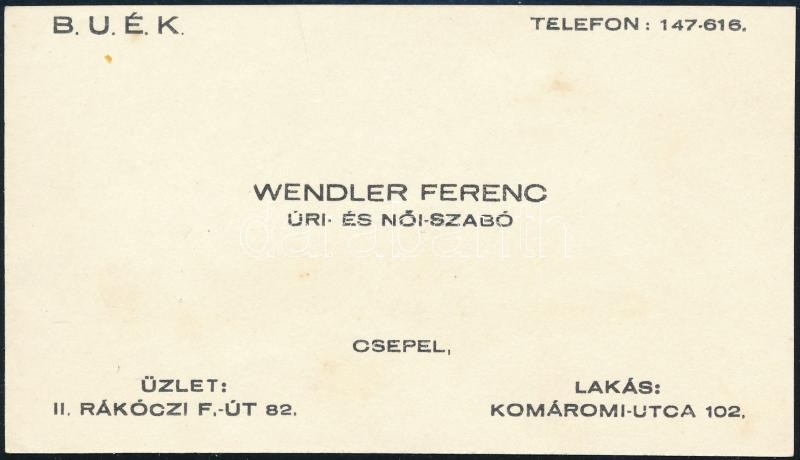 B. U. É. K.
TELEFON: 147-616.
WENDLER FERENC
ÚRI- ÉS NŐI-SZABÓ
darabanth
CSEPEL,
ÜZLET:
II. RÁKÓCZI F.-ÚT 82.
LAKÁS:
KOMÁROMI-UTCA 102.